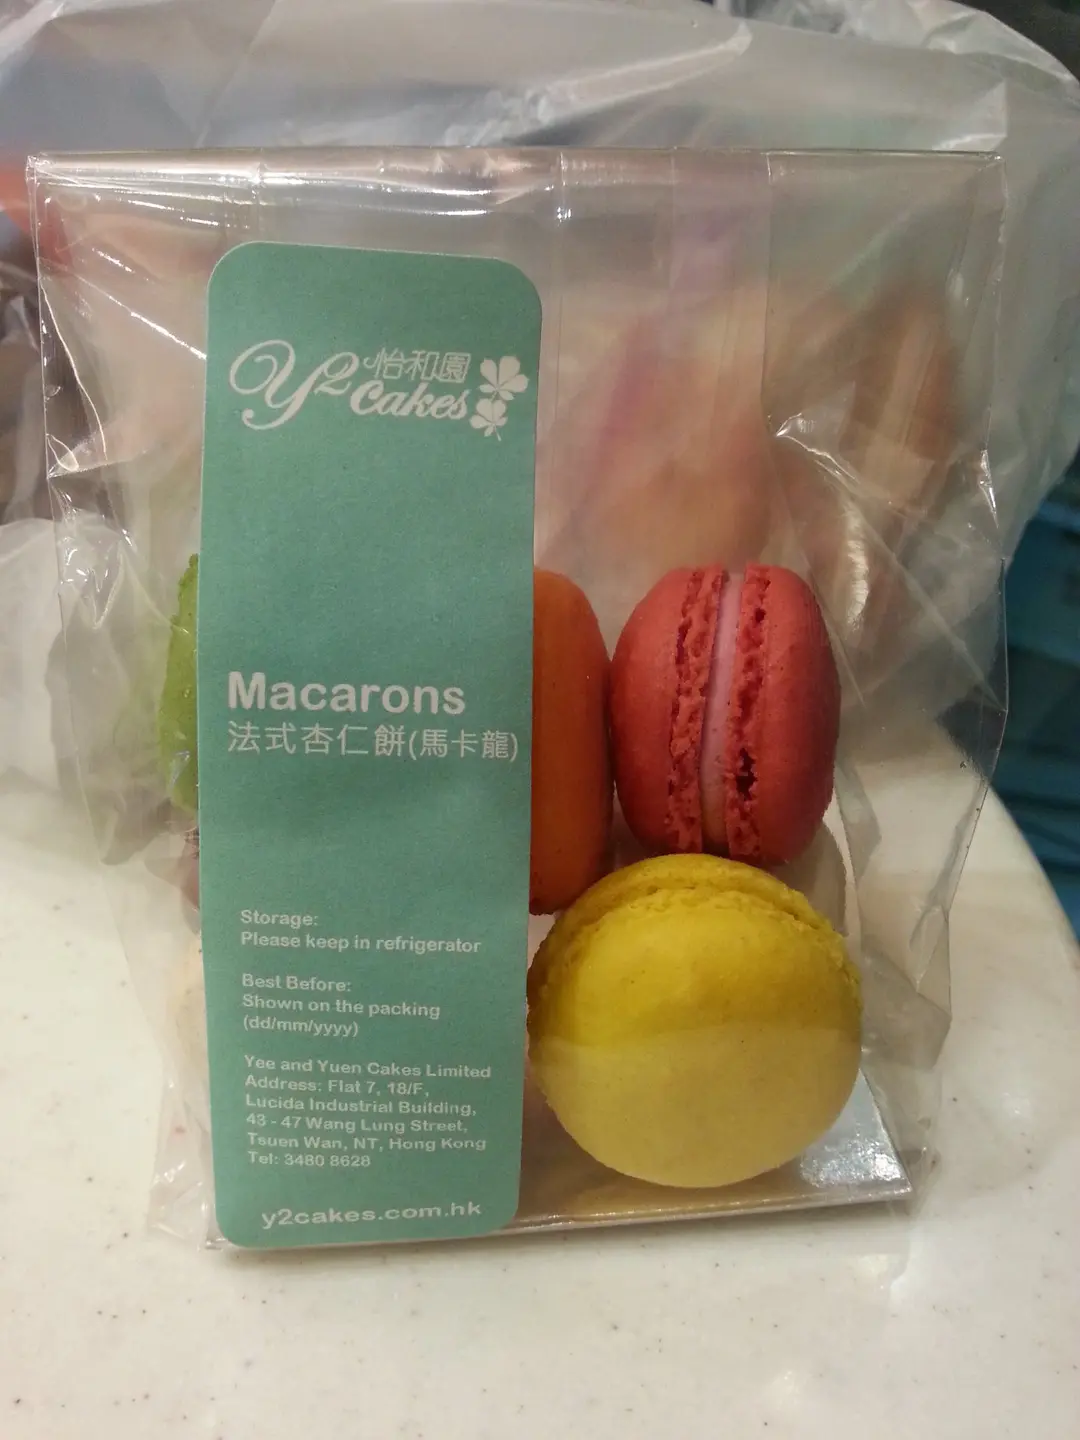 Y2 怡和園
cakes
Macarons
法式杏仁餅(馬卡龍)
Storage:
Please keep in refrigerator
Best Before:
Shown on the packing
(dd/mm/yyyy)
Yee and Yuen Cakes Limited
Address: Flat 7, 18/F,
Lucida Industrial Building,
43 - 47 Wang Lung Street,
Tsuen Wan, NT, Hong Kong
Tel: 3480 8628
y2cakes.com.hk